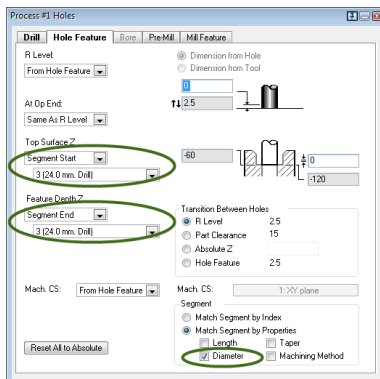 Process #1 Holes
Drill Hole Feature Bore Pre-Mill Mill Feature
R Level:
From Hole Feature
Dimension from Hole
Dimension from Tool
0
At Op End:
Same As R Level
2.5
Top Surface Z
Segment Start
3 (24.0 mm. Drill)
-60
0
-120
Feature Depth Z
Segment End
3 (24.0 mm. Drill)
Transition Between Holes
R Level 2.5
Part Clearance 15
Absolute Z
Hole Feature 2.5
Mach. CS: From Hole Feature
Mach. CS: 1: XY plane
Segment
Match Segment by Index
Match Segment by Properties
Length Taper
Diameter Machining Method
Reset All to Absolute